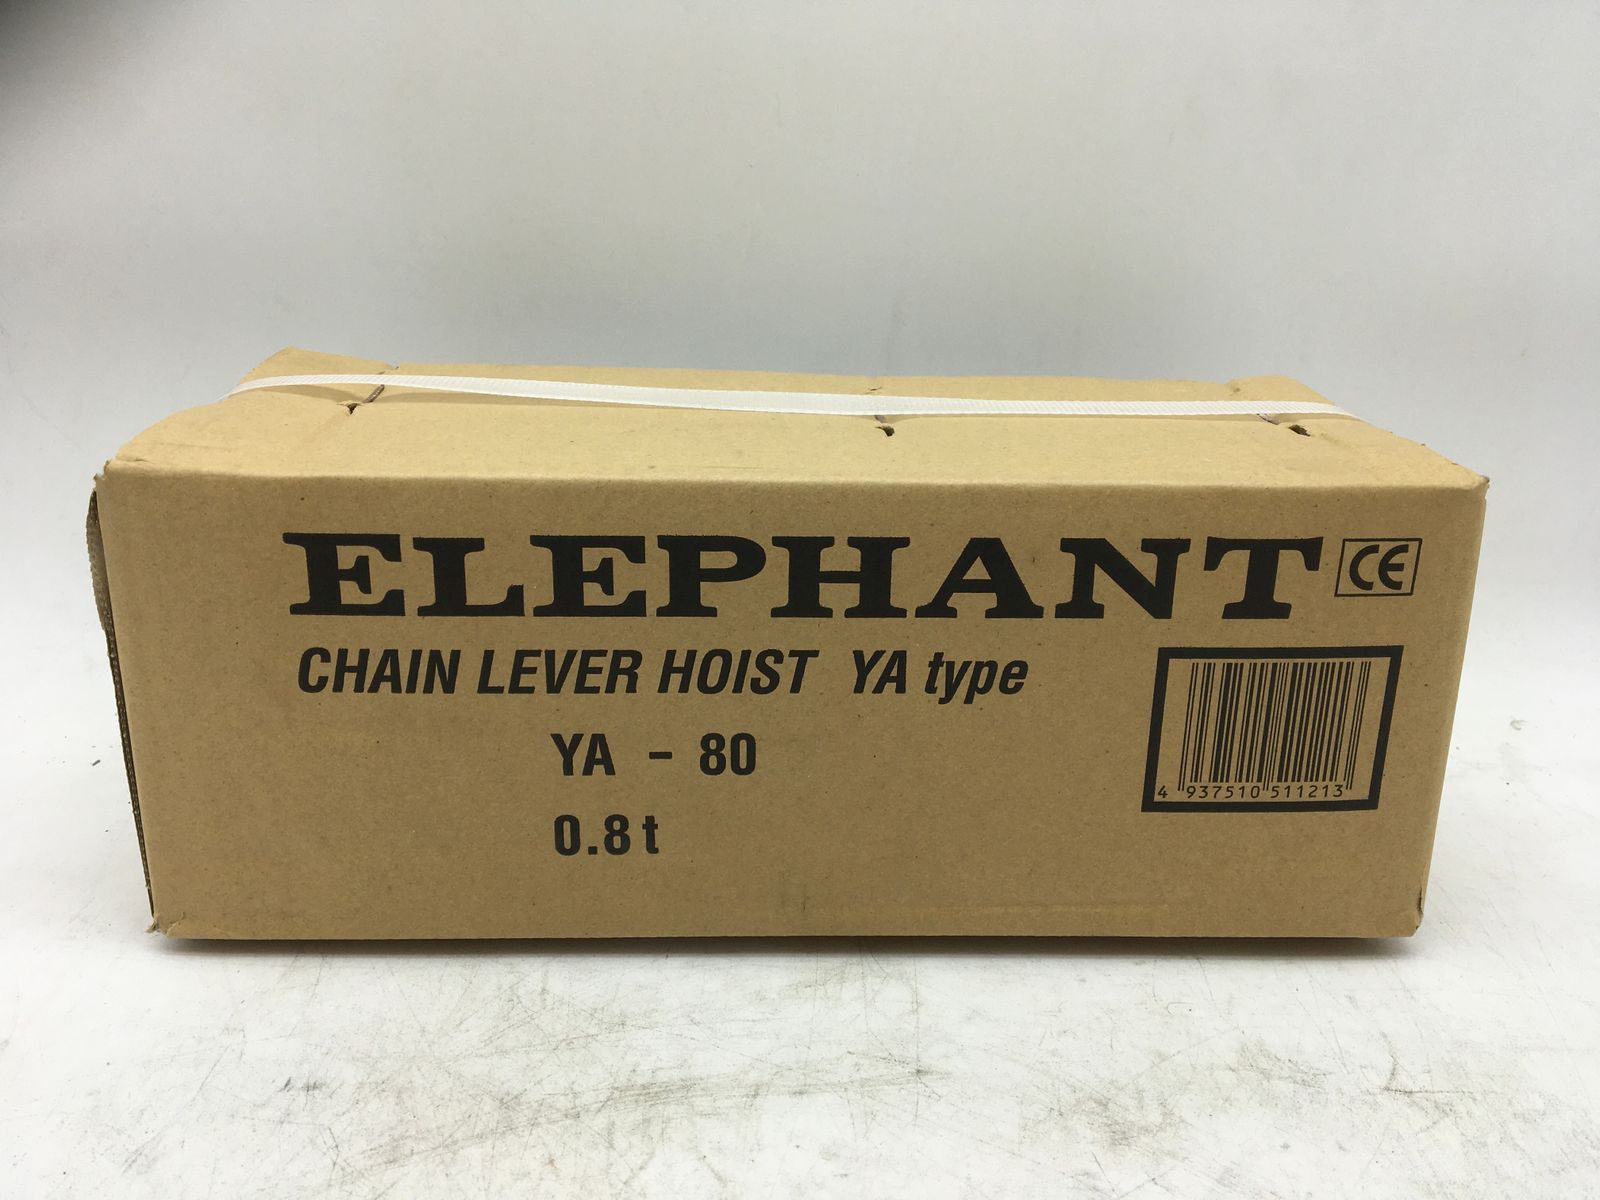 ELEPHANT CE
CHAIN LEVER HOIST YA type
YA - 80
0.8t
4 937510 511213